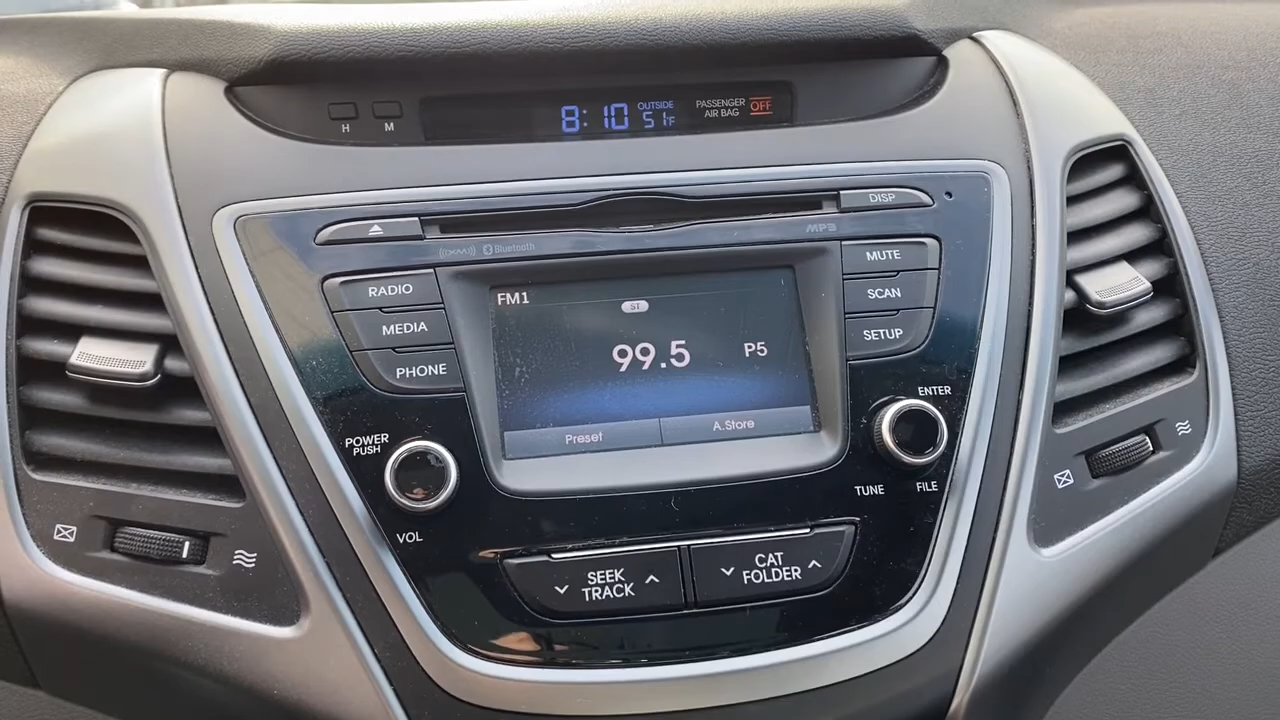 8:10
OUTSIDE
51°F
PASSENGER
AIR BAG
OFF
H
M
DISP
((XM))
Bluetooth
MP3
RADIO
MEDIA
PHONE
MUTE
SCAN
SETUP
FM1
ST
99.5
P5
Preset
A.Store
POWER
PUSH
VOL
ENTER
TUNE
FILE
SEEK
TRACK
CAT
FOLDER